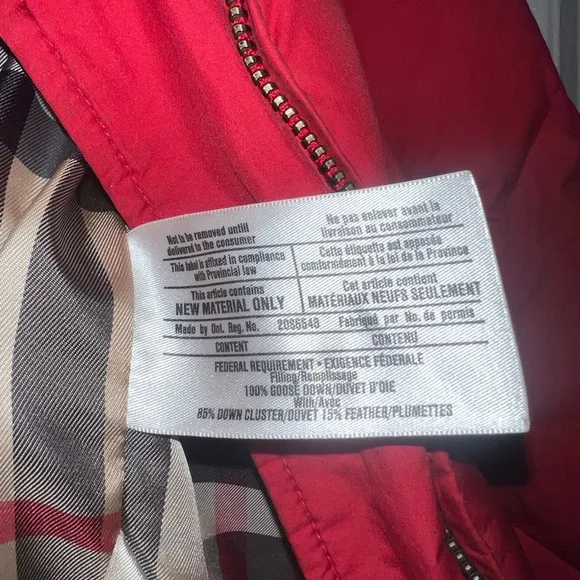 Not to be removed untill
delivered to the consumer
Ne pas enlever avant la
livraison au consommateur
This label is affixed in compliance
with Provincial law
Cette étiquette est apposée
conformément à la loi de la Province
This article contains
NEW MATERIAL ONLY
Cet article contient
MATÉRIAUX NEUFS SEULEMENT
Made by Ont. Reg. No. 20S6540 Fabriqué par No. de permis
CONTENT CONTENU
FEDERAL REQUIREMENT • EXIGENCE FÉDERALE
Filling/Remplissage
100% GOOSE DOWN/DUVET D'OIE
With/Avec
85% DOWN CLUSTER/DUVET 15% FEATHER/PLUMETTES